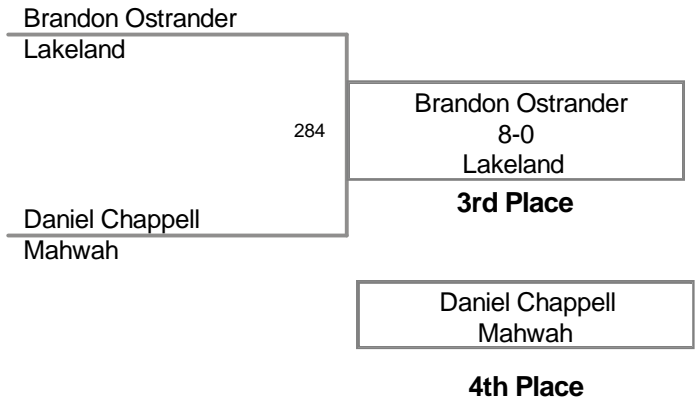 Brandon Ostrander
Lakeland
284
Brandon Ostrander
8-0
Lakeland
3rd Place
Daniel Chappell
Mahwah
Daniel Chappell
Mahwah
4th Place